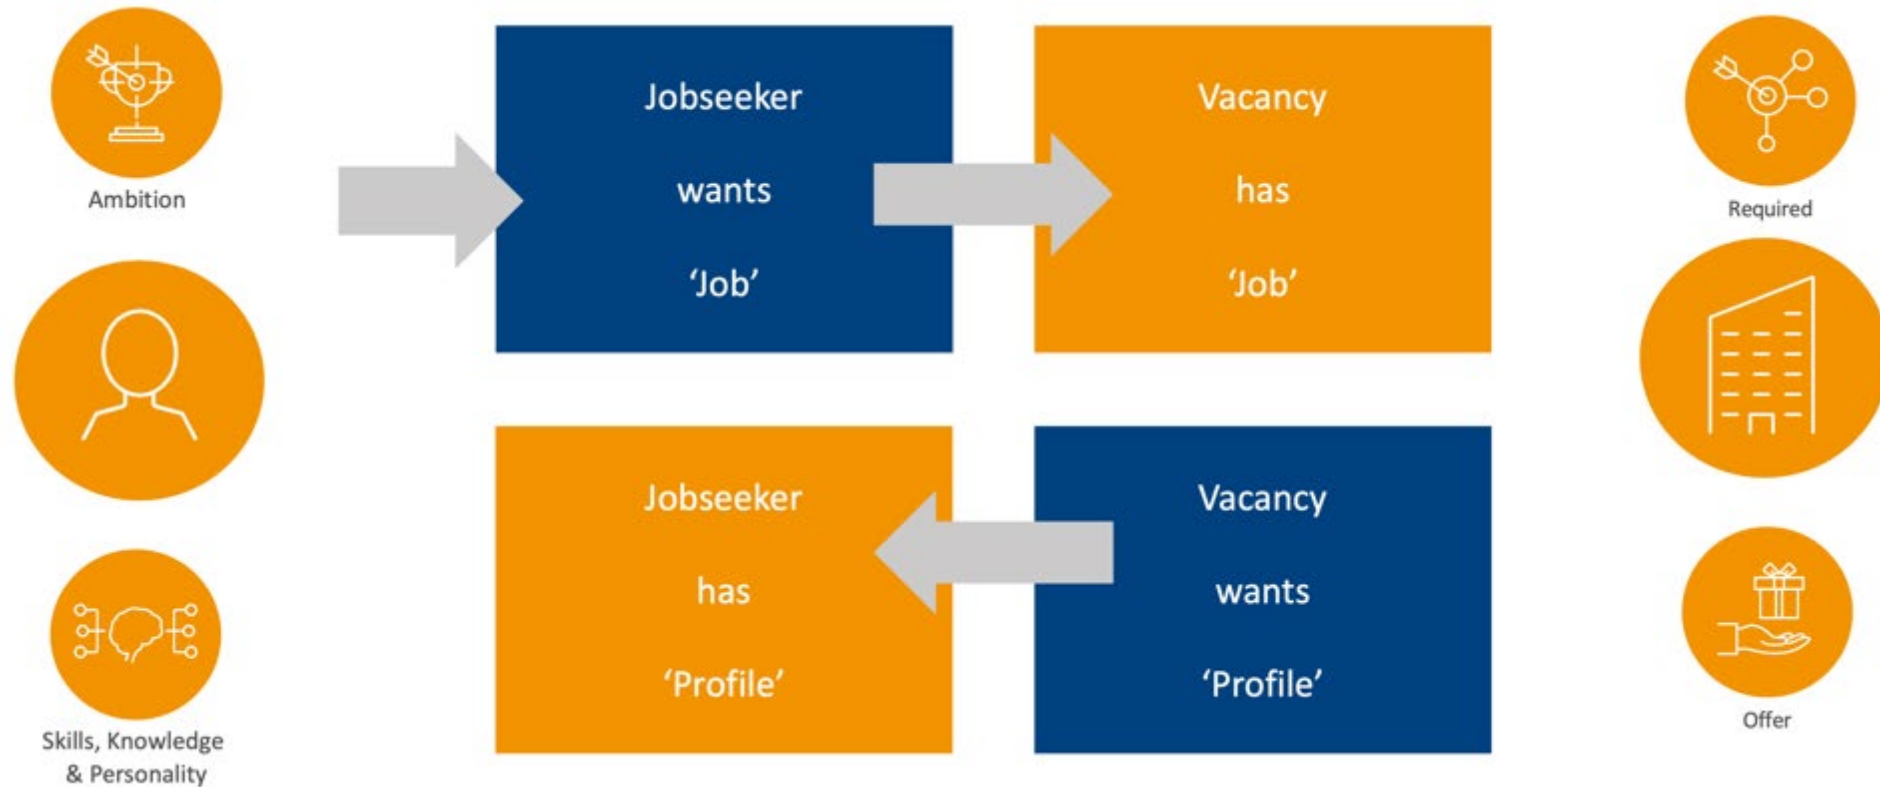 Ambition
Skills, Knowledge
& Personality
Jobseeker
wants
‘Job’
Vacancy
has
‘Job’
Jobseeker
has
‘Profile’
Vacancy
wants
‘Profile’
Required
Offer